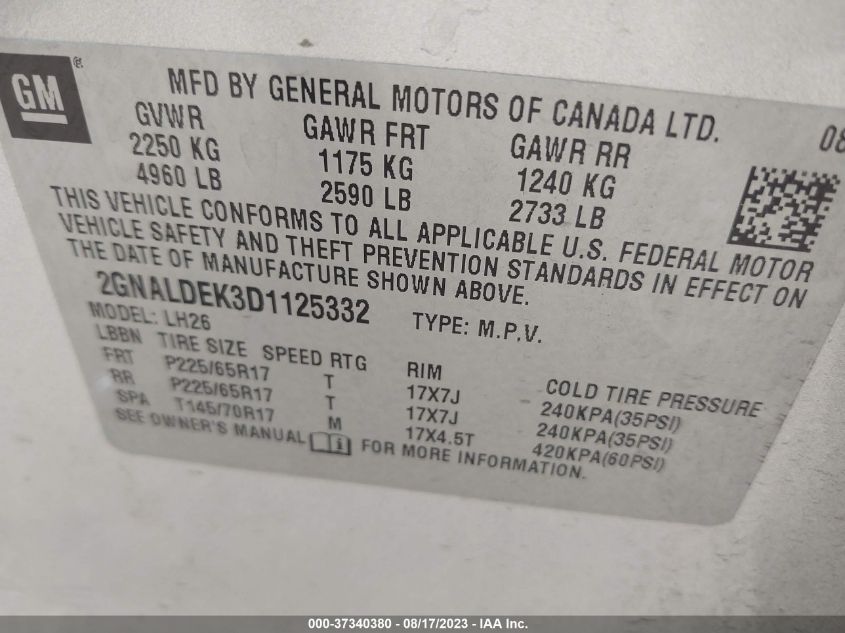 GM®
MFD BY GENERAL MOTORS OF CANADA LTD. 08
GVWR GAWR FRT GAWR RR
2250 KG 1175 KG 1240 KG
4960 LB 2590 LB 2733 LB
THIS VEHICLE CONFORMS TO ALL APPLICABLE U.S. FEDERAL MOTOR
VEHICLE SAFETY AND THEFT PREVENTION STANDARDS IN EFFECT ON
THE DATE OF MANUFACTURE SHOWN ABOVE.
2GNALDEK3D1125332 TYPE: M.P.V.
MODEL: LH26
LBBN TIRE SIZE SPEED RTG RIM COLD TIRE PRESSURE
FRT P225/65R17 T 17X7J 240KPA(35PSI)
RR P225/65R17 T 17X7J 240KPA(35PSI)
SPA T145/70R17 M 17X4.5T 420KPA(60PSI)
SEE OWNER'S MANUAL FOR MORE INFORMATION.
000-37340380 - 08/17/2023 - IAA Inc.